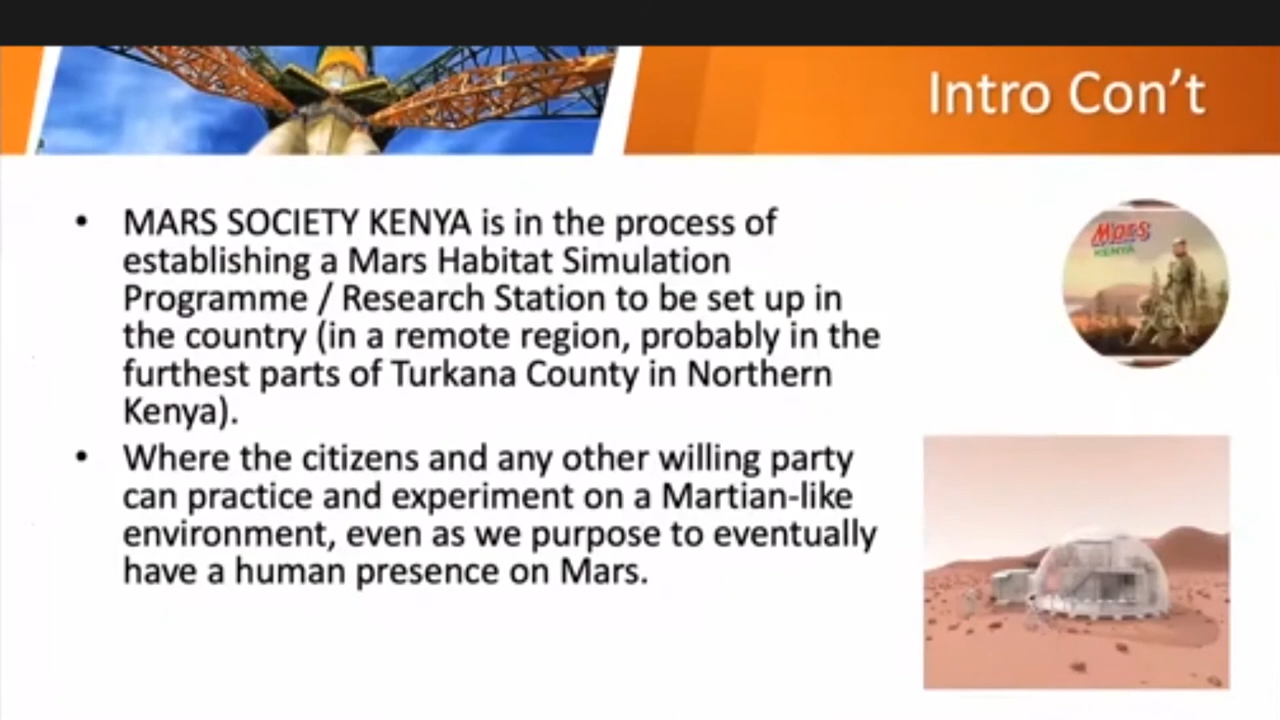 Intro Con't
• MARS SOCIETY KENYA is in the process of
establishing a Mars Habitat Simulation
Programme / Research Station to be set up in
the country (in a remote region, probably in the
furthest parts of Turkana County in Northern
Kenya).
• Where the citizens and any other willing party
can practice and experiment on a Martian-like
environment, even as we purpose to eventually
have a human presence on Mars.
Mars
KENYA